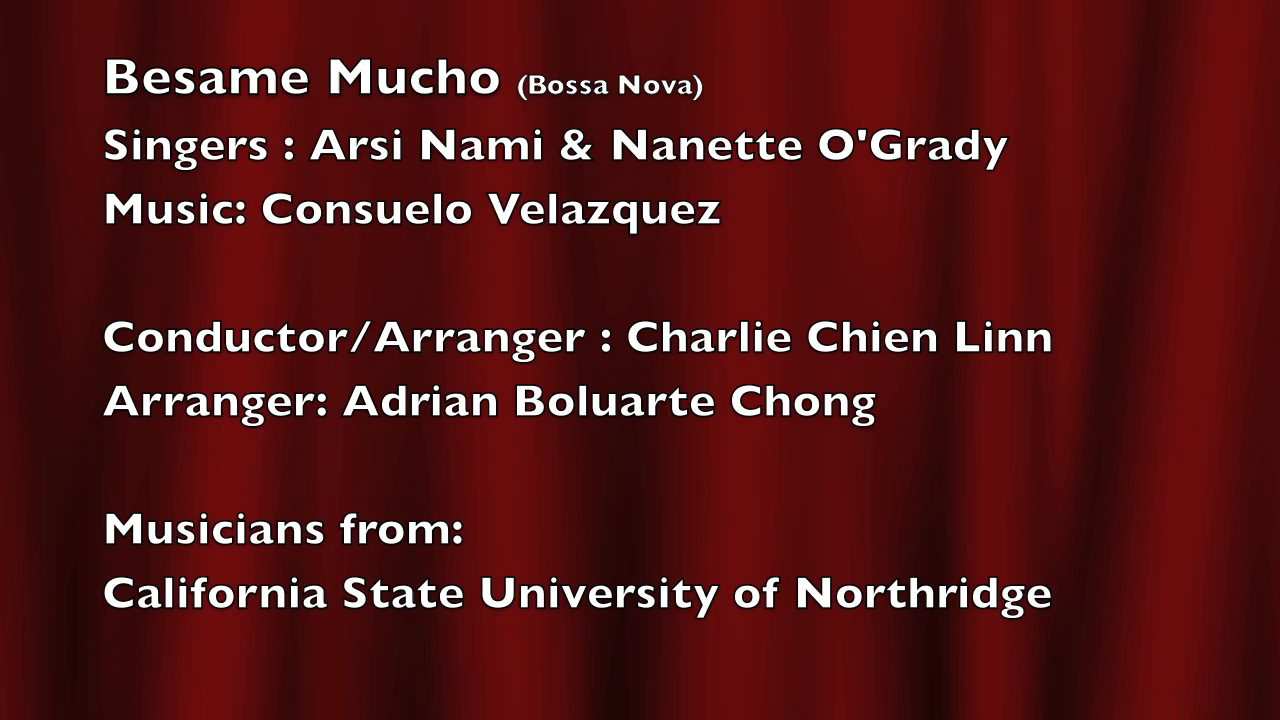 Besame Mucho (Bossa Nova)
Singers : Arsi Nami & Nanette O'Grady
Music: Consuelo Velazquez
Conductor/Arranger : Charlie Chien Linn
Arranger: Adrian Boluarte Chong
Musicians from:
California State University of Northridge